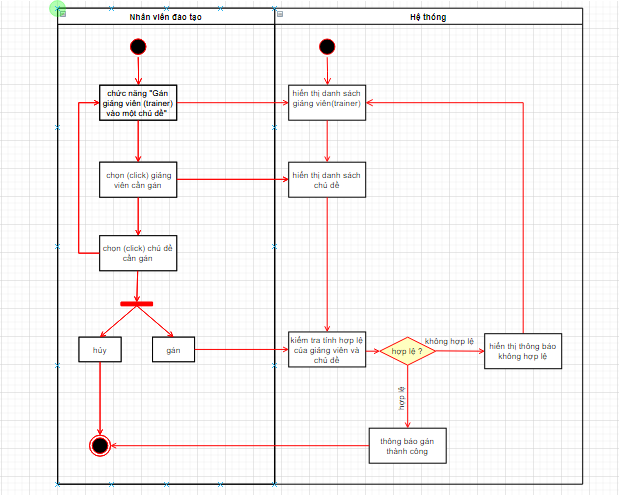 Nhân viên đào tạo
Hệ thống
chức năng "Gán
giảng viên (trainer)
vào một chủ đề"
hiển thị danh sách
giảng viên(trainer)
chọn (click) giảng
viên cần gán
hiển thị danh sách
chủ đề
chọn (click) chủ đề
cần gán
hủy
gán
kiểm tra tính hợp lệ
của giảng viên và
chủ đề
hợp lệ ?
không hợp lệ
hiển thị thông báo
không hợp lệ
hợp lệ
thông báo gán
thành công